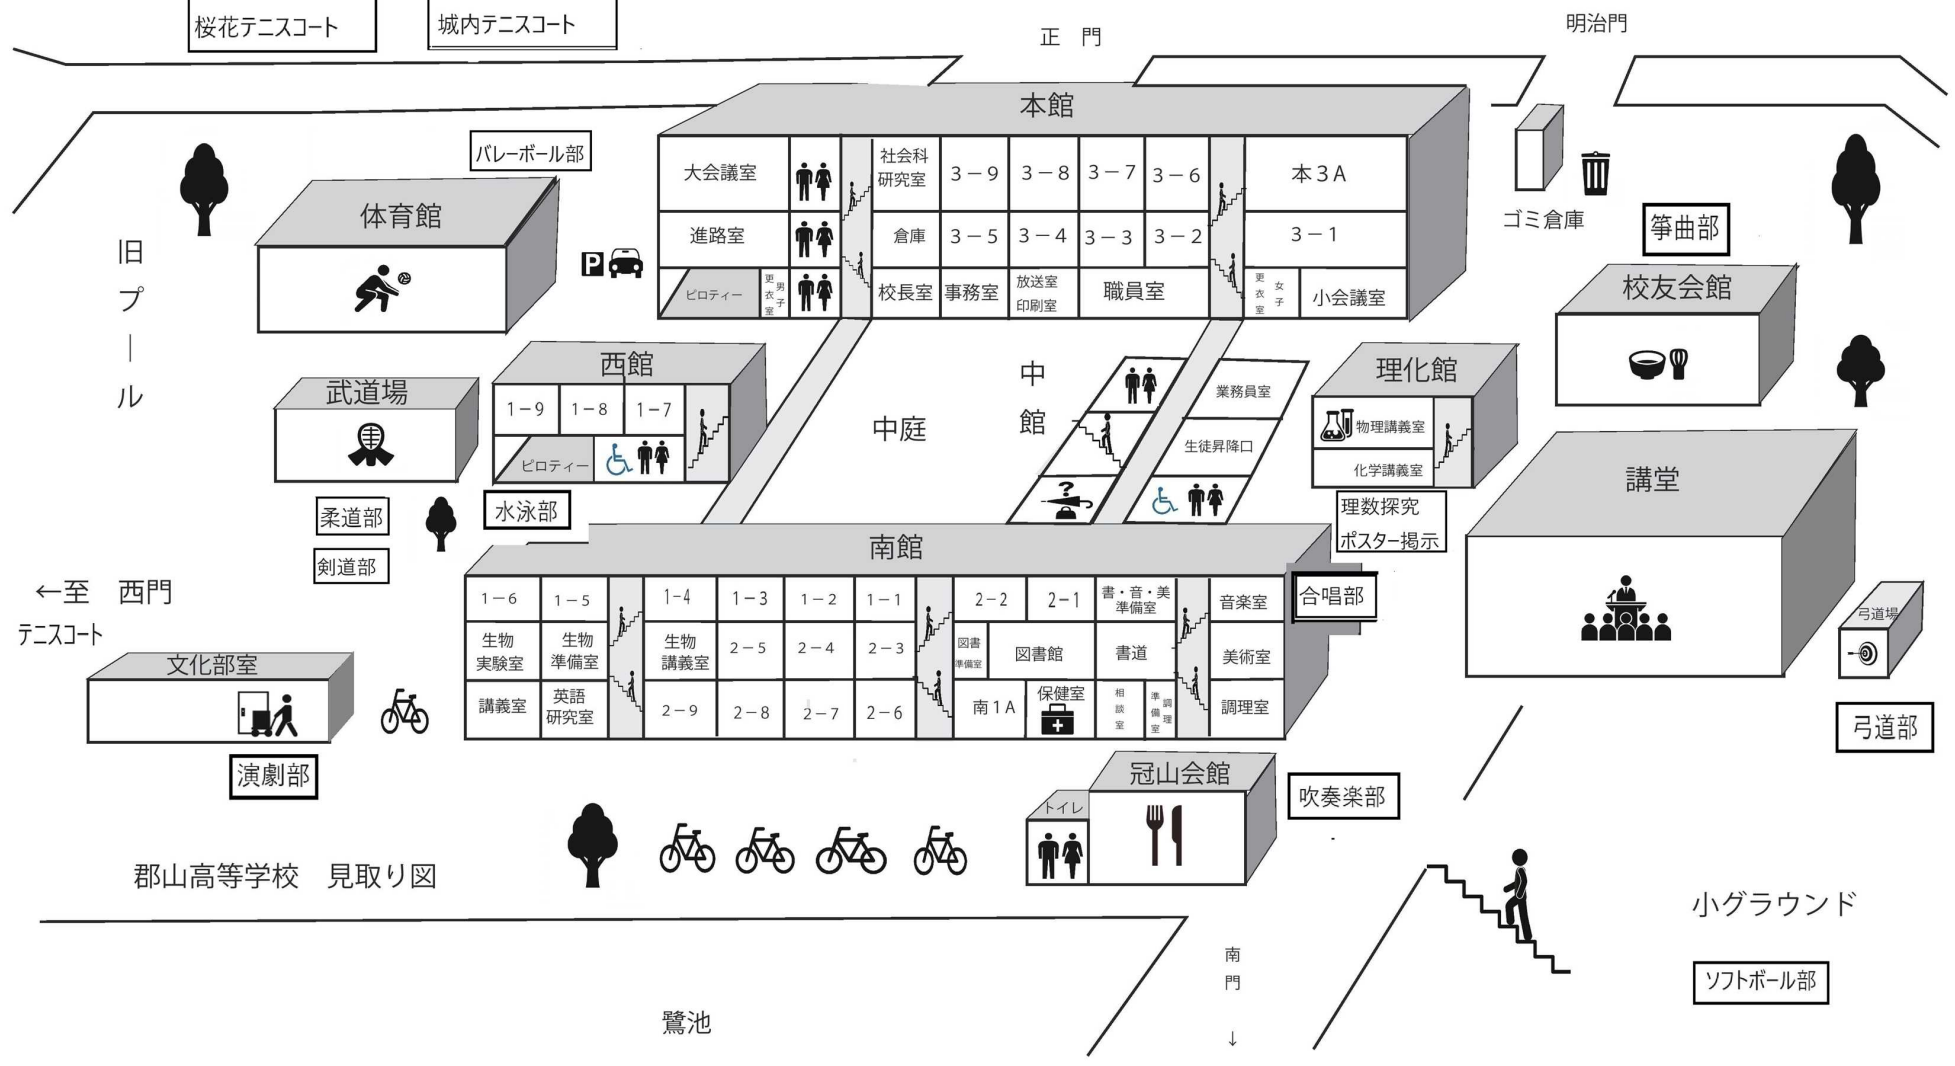 桜花テニスコート
城内テニスコート
正　門
明治門
本館
大会議室
社会科
研究室
3－9
3－8
3－7
3－6
本3A
進路室
倉庫
3－5
3－4
3－3
3－2
3－1
ピロティー
男子
更衣室
校長室
事務室
放送室
印刷室
職員室
女子
更衣室
小会議室
バレーボール部
体育館
P
旧プール
ゴミ倉庫
箏曲部
校友会館
西館
1－9
1－8
1－7
ピロティー
武道場
中庭
中館
業務員室
生徒昇降口
?
理化館
物理講義室
化学講義室
理数探究
ポスター掲示
講堂
柔道部
剣道部
水泳部
南館
1－6
1－5
1-4
1－3
1－2
1－1
2－2
2－1
書・音・美
準備室
音楽室
生物
実験室
生物
準備室
生物
講義室
2－5
2－4
2－3
図書
準備室
図書館
書道
美術室
講義室
英語
研究室
2－9
2－8
2－7
2－6
南1A
保健室
相談室
調理
準備室
調理室
合唱部
弓道場
弓道部
←至　西門
テニスコート
文化部室
演劇部
冠山会館
トイレ
吹奏楽部
郡山高等学校　見取り図
小グラウンド
ソフトボール部
南門
↓
鷺池